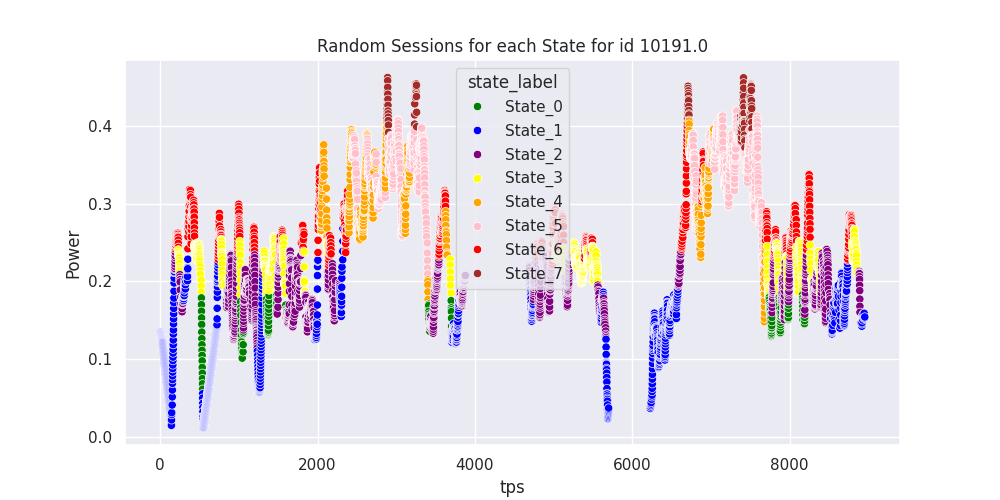 Random Sessions for each State for id 10191.0
state_label
State_0
State_1
State_2
State_3
State_4
State_5
State_6
State_7
Power
0.4
0.3
0.2
0.1
0.0
0 2000 4000 6000 8000
tps